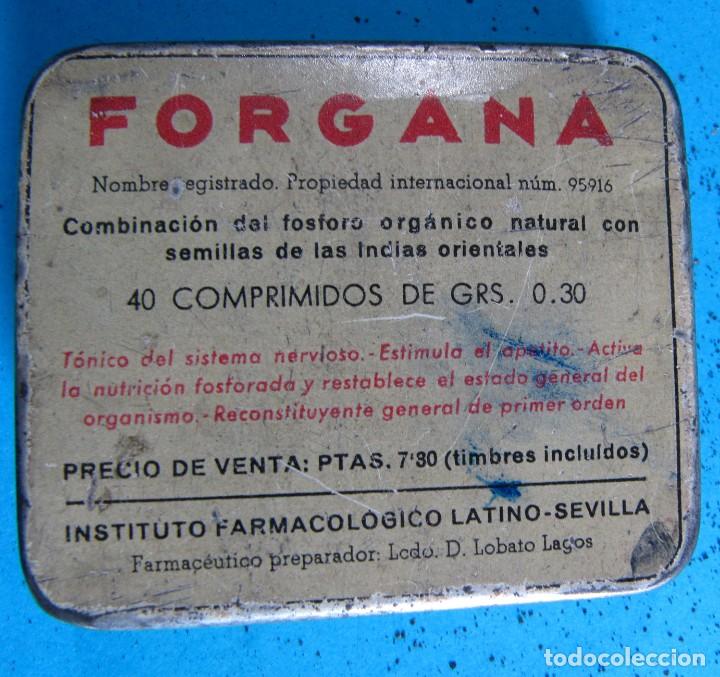 FORGANA
Nombre registrado. Propiedad internacional núm. 95916
Combinación del fosforo orgánico natural con
semillas de las Indias orientales
40 COMPRIMIDOS DE GRS. 0.30
Tónico del sistema nervioso.-Estimula el apetito.-Activa
la nutrición fosforada y restablece el estado general del
organismo.-Reconstituyente general de primer orden
PRECIO DE VENTA: PTAS. 7'30 (timbres incluídos)
INSTITUTO FARMACOLOGICO LATINO-SEVILLA
Farmacéutico preparador: Lcdo. D. Lobato Lagos
todocoleccion